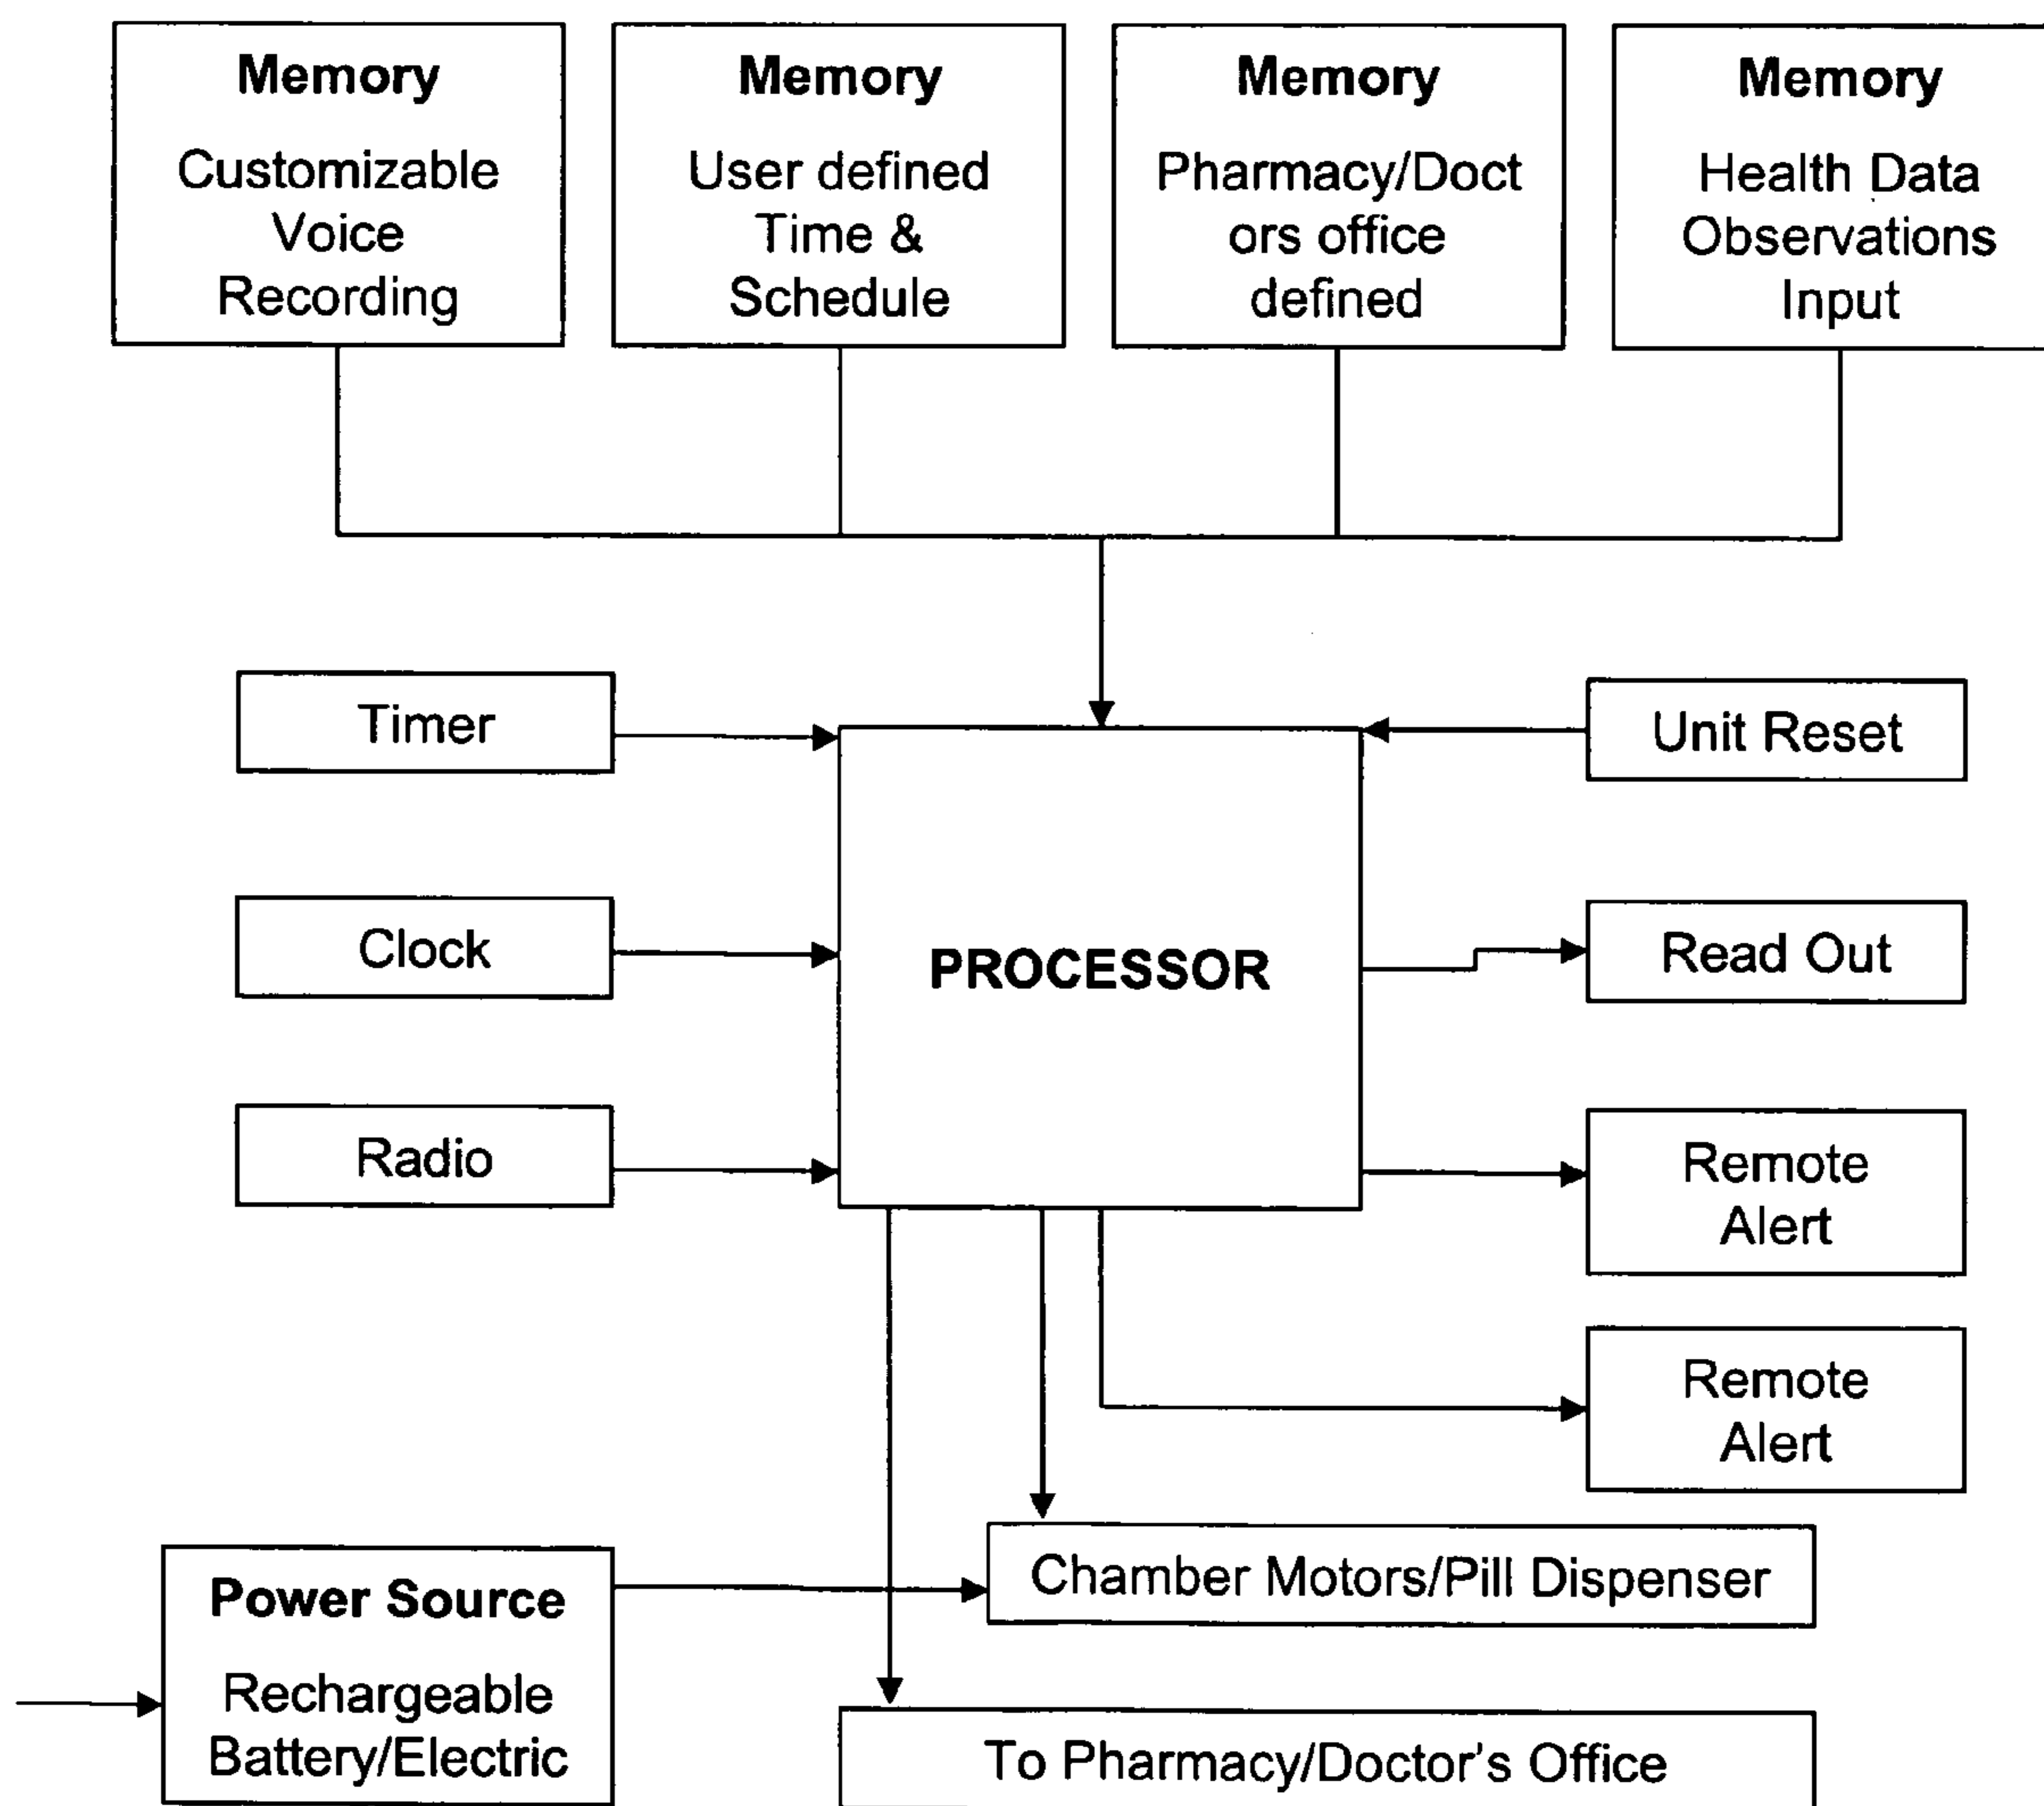 Memory
Customizable
Voice
Recording
Memory
User defined
Time &
Schedule
Memory
Pharmacy/Doct
ors office
defined
Memory
Health Data
Observations
Input
Timer
Unit Reset
Clock
PROCESSOR
Read Out
Radio
Remote
Alert
Remote
Alert
Chamber Motors/Pill Dispenser
Power Source
Rechargeable
Battery/Electric
To Pharmacy/Doctor's Office